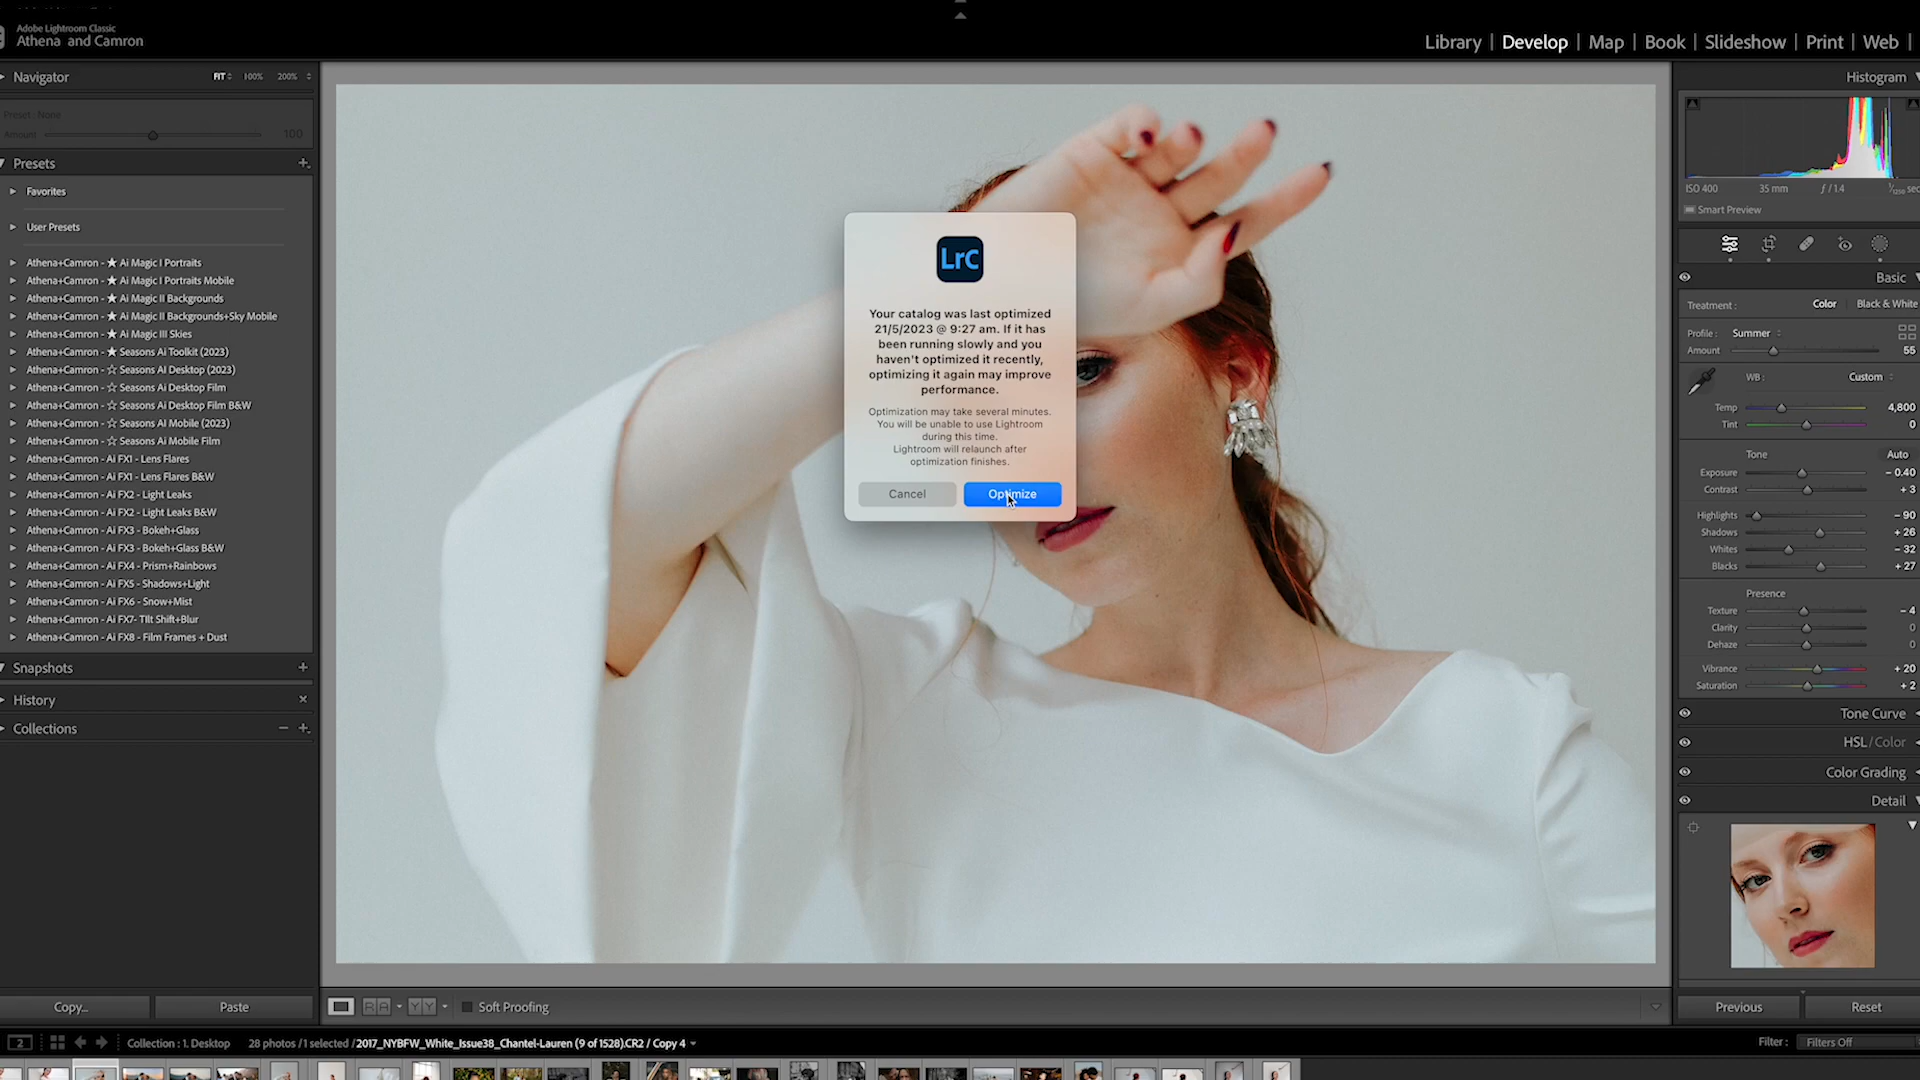 Adobe Lightroom Classic
Athena and Camron
Library | Develop | Map | Book | Slideshow | Print | Web |
Navigator
FIT
100%
200%
Preset - None
Amount
100
Presets
Favorites
User Presets
Athena+Camron - ★ Ai Magic I Portraits
Athena+Camron - ★ Ai Magic I Portraits Mobile
Athena+Camron - ★ Ai Magic II Backgrounds
Athena+Camron - ★ Ai Magic II Backgrounds+Sky Mobile
Athena+Camron - ★ Ai Magic III Skies
Athena+Camron - ★ Seasons Ai Toolkit (2023)
Athena+Camron - ☆ Seasons Ai Desktop (2023)
Athena+Camron - ☆ Seasons Ai Desktop Film
Athena+Camron - ☆ Seasons Ai Desktop Film B&W
Athena+Camron - ☆ Seasons Ai Mobile (2023)
Athena+Camron - ☆ Seasons Ai Mobile Film
Athena+Camron - Ai FX1 - Lens Flares
Athena+Camron - Ai FX1 - Lens Flares B&W
Athena+Camron - Ai FX2 - Light Leaks
Athena+Camron - Ai FX2 - Light Leaks B&W
Athena+Camron - Ai FX3 - Bokeh+Glass
Athena+Camron - Ai FX3 - Bokeh+Glass B&W
Athena+Camron - Ai FX4 - Prism+Rainbows
Athena+Camron - Ai FX5 - Shadows+Light
Athena+Camron - Ai FX6 - Snow+Mist
Athena+Camron - Ai FX7- Tilt Shift+Blur
Athena+Camron - Ai FX8 - Film Frames + Dust
Snapshots
History
Collections
Copy...
Paste
LrC
Your catalog was last optimized
21/5/2023 @ 9:27 am. If it has
been running slowly and you
haven't optimized it recently,
optimizing it again may improve
performance.
Optimization may take several minutes.
You will be unable to use Lightroom
during this time.
Lightroom will relaunch after
optimization finishes.
Cancel
Optimize
Histogram
ISO 400
35 mm
ƒ / 1.4
1/1250 sec
Smart Preview
Basic
Treatment :
Color
Black & White
Profile :
Summer
Amount
55
WB :
Custom
Temp
4,800
Tint
0
Tone
Auto
Exposure
– 0.40
Contrast
+ 3
Highlights
– 90
Shadows
+ 26
Whites
– 32
Blacks
+ 27
Presence
Texture
– 4
Clarity
0
Dehaze
0
Vibrance
+ 20
Saturation
+ 2
Tone Curve
HSL / Color
Color Grading
Detail
Previous
Reset
R A
Y Y
Soft Proofing
2
Collection : 1. Desktop
28 photos / 1 selected / 2017_NYBFW_White_Issue38_Chantel-Lauren (9 of 1528).CR2 / Copy 4
Filter :
Filters Off